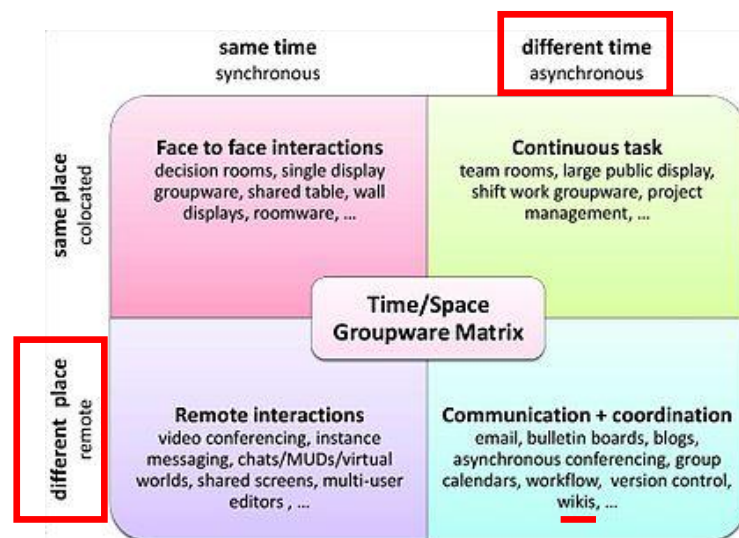 same time
synchronous
different time
asynchronous
same place
colocated
Face to face interactions
decision rooms, single display
groupware, shared table, wall
displays, roomware, ...
Continuous task
team rooms, large public display,
shift work groupware, project
management, ...
Time/Space
Groupware Matrix
different place
remote
Remote interactions
video conferencing, instance
messaging, chats/MUDs/virtual
worlds, shared screens, multi-user
editors , ...
Communication + coordination
email, bulletin boards, blogs,
asynchronous conferencing, group
calendars, workflow, version control,
wikis, ...